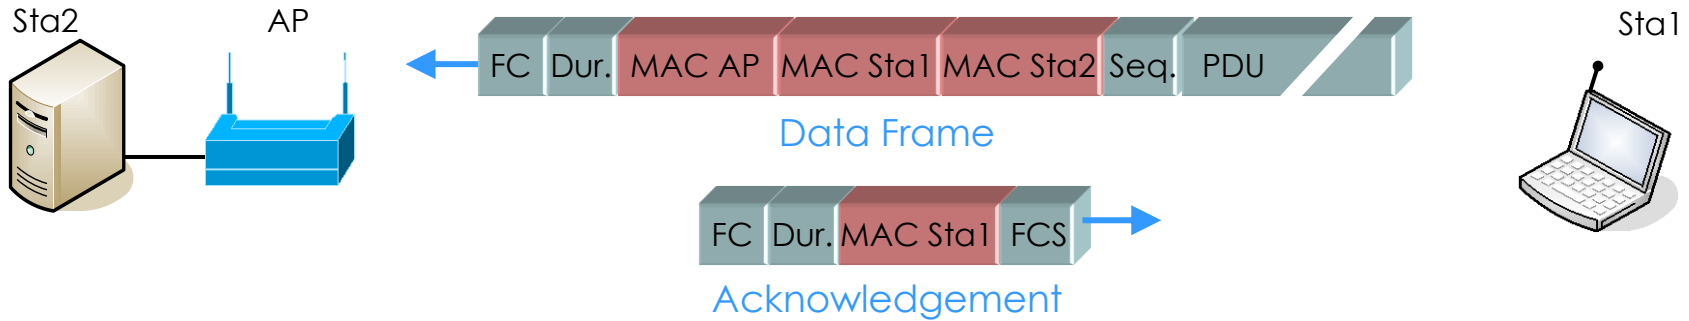 Sta2 AP Sta1
FC Dur. MAC AP MAC Sta1 MAC Sta2 Seq. PDU
Data Frame
FC Dur. MAC Sta1 FCS
Acknowledgement